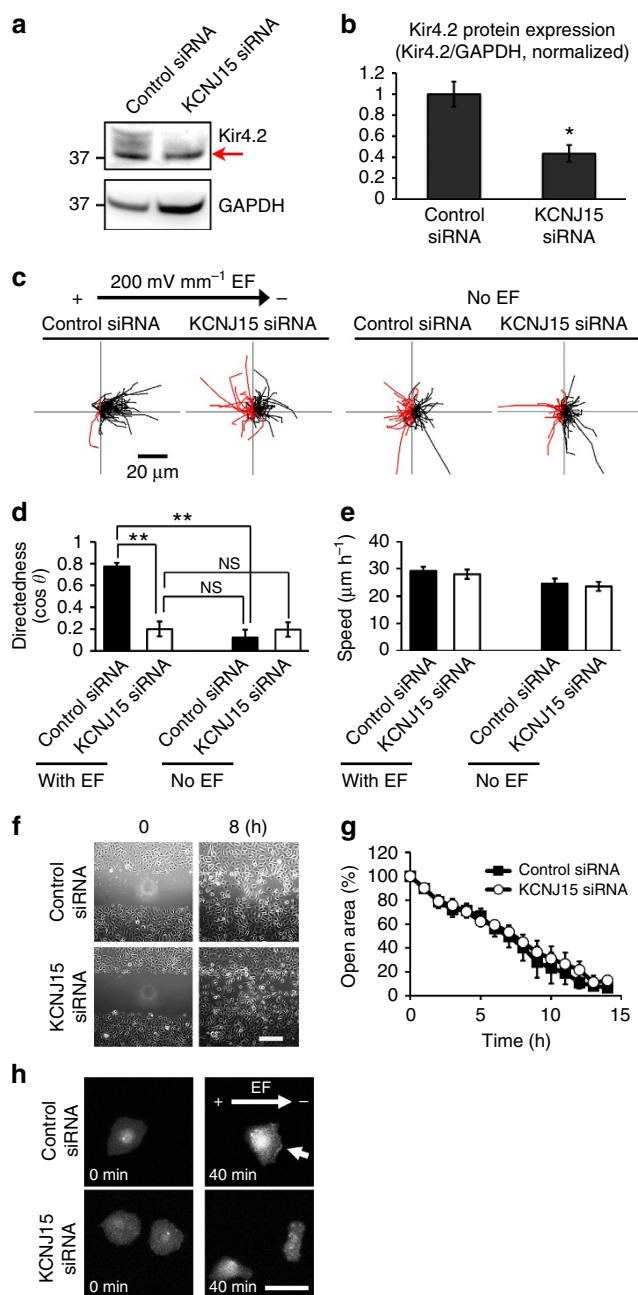 a
Control siRNA
KCNJ15 siRNA
37
Kir4.2
37
GAPDH
b
Kir4.2 protein expression
(Kir4.2/GAPDH, normalized)
1.2
1
0.8
0.6
0.4
0.2
0
*
Control
siRNA
KCNJ15
siRNA
c
200 mV mm⁻¹ EF
+
−
No EF
Control siRNA
KCNJ15 siRNA
Control siRNA
KCNJ15 siRNA
20 μm
d
Directedness
(cos θ)
1
0.8
0.6
0.4
0.2
0
**
**
NS
NS
Control siRNA
KCNJ15 siRNA
Control siRNA
KCNJ15 siRNA
With EF
No EF
e
Speed (μm h⁻¹)
40
30
20
10
0
Control siRNA
KCNJ15 siRNA
Control siRNA
KCNJ15 siRNA
With EF
No EF
f
0
8 (h)
Control
siRNA
KCNJ15
siRNA
g
Open area (%)
120
100
80
60
40
20
0
Control siRNA
KCNJ15 siRNA
0
5
10
15
Time (h)
h
Control
siRNA
0 min
EF
+
−
40 min
KCNJ15
siRNA
0 min
40 min